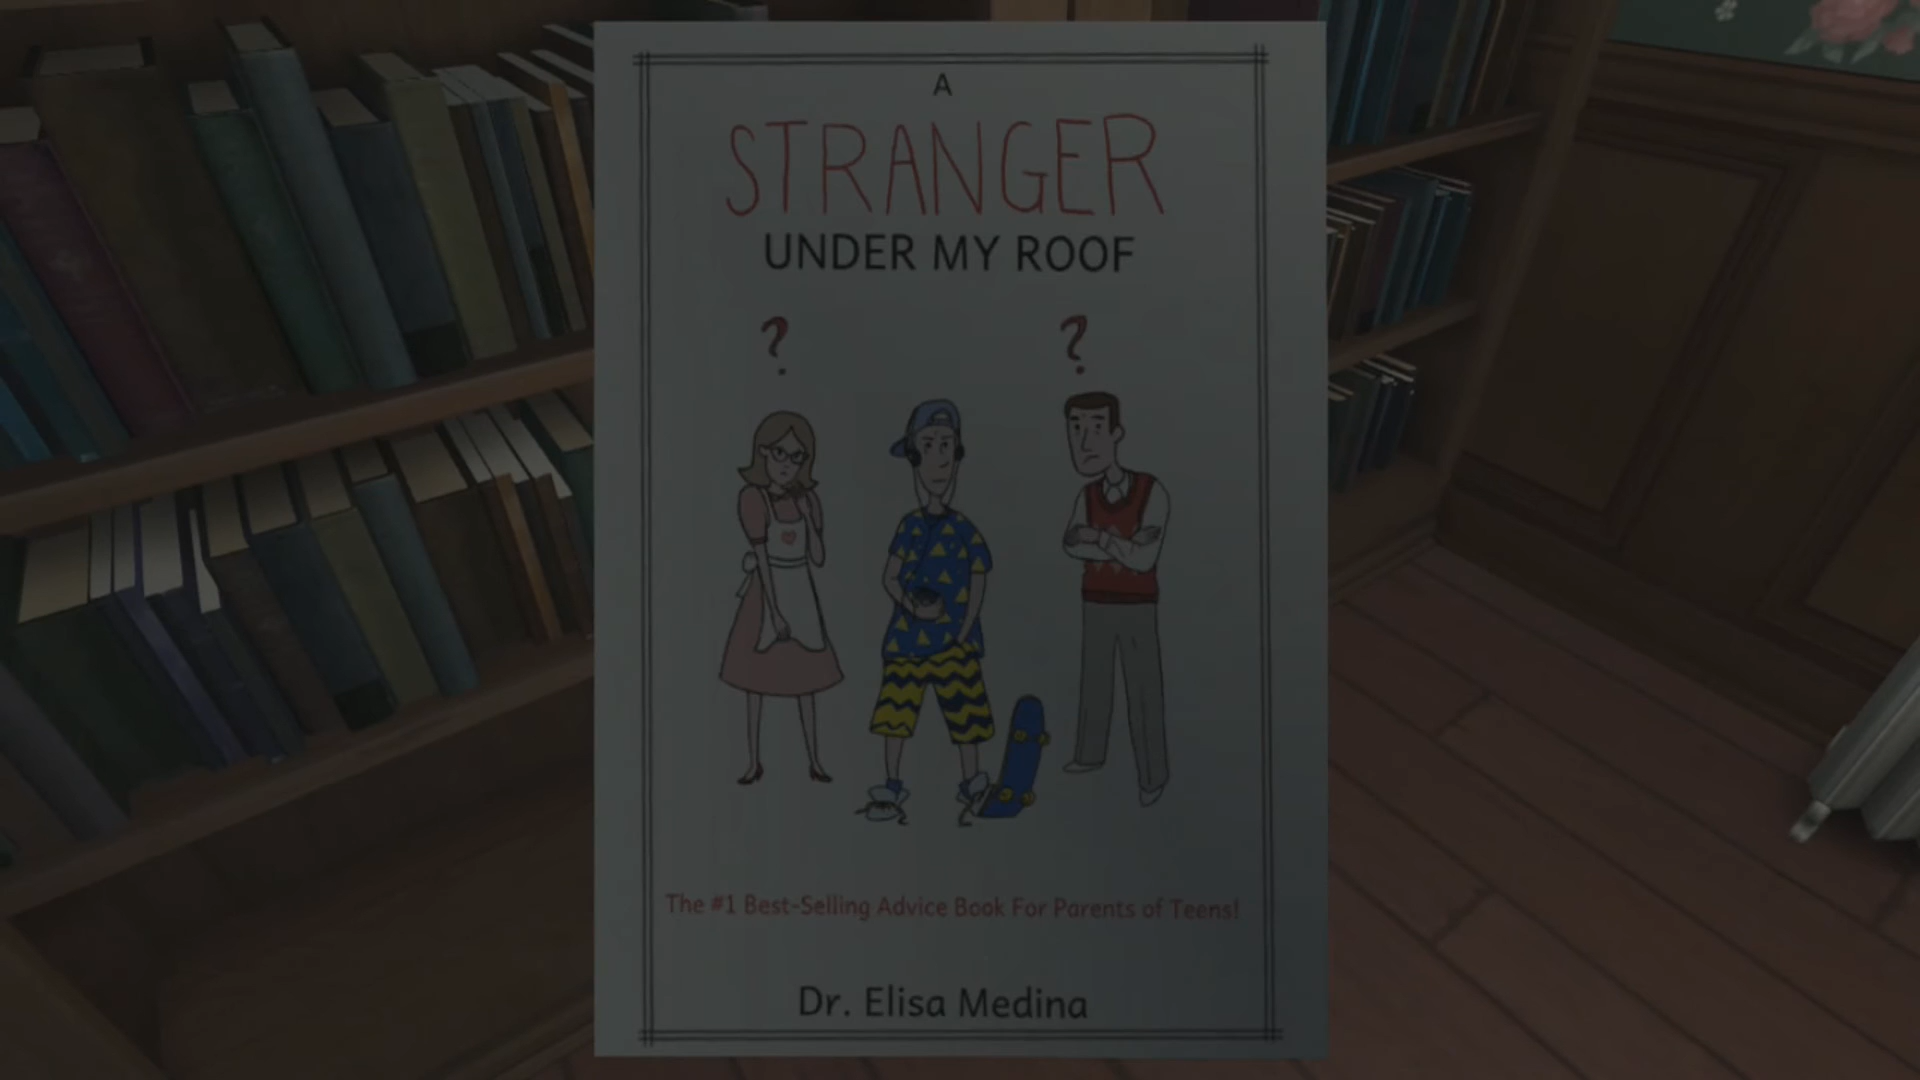 A
STRANGER
UNDER MY ROOF
? ?
The #1 Best-Selling Advice Book For Parents of Teens!
Dr. Elisa Medina